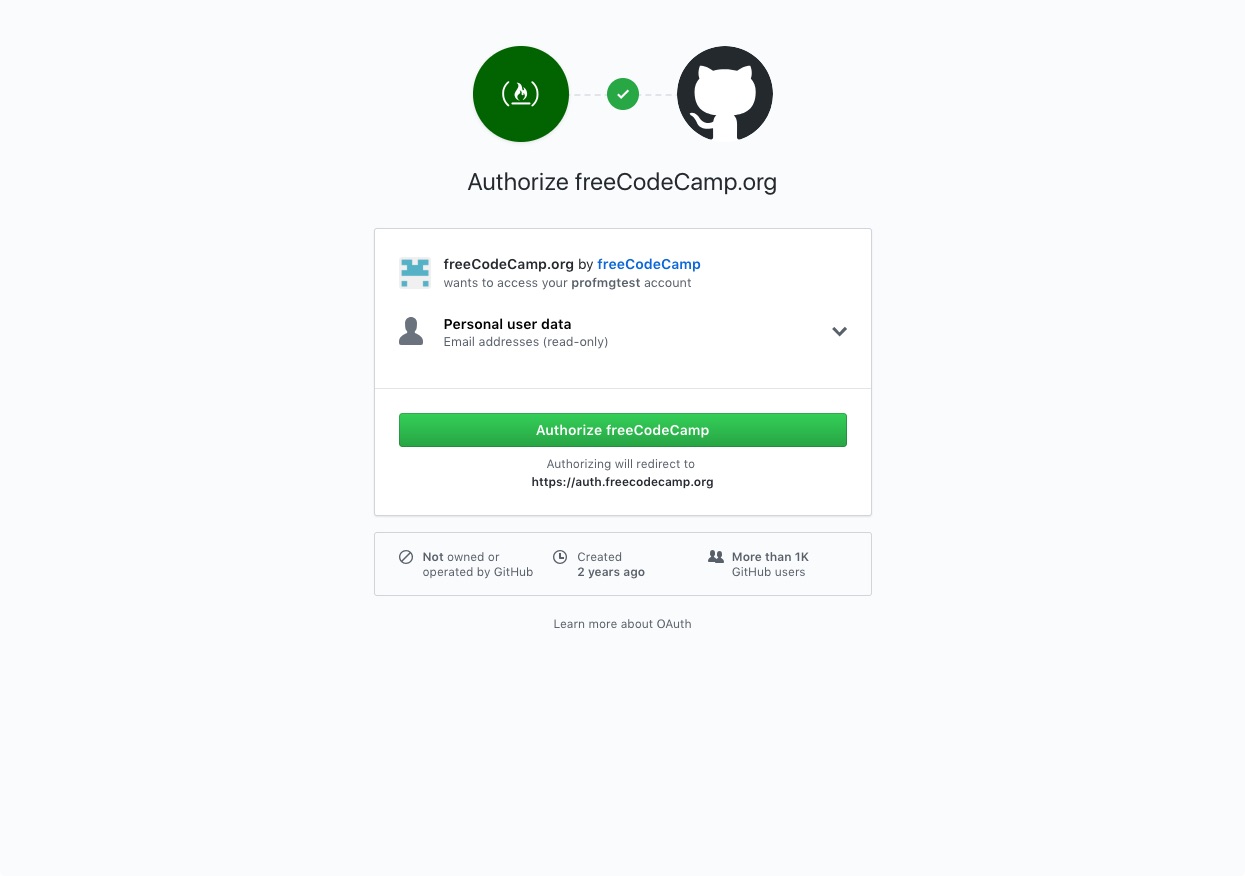 Authorize freeCodeCamp.org
freeCodeCamp.org by freeCodeCamp
wants to access your profmgtest account
Personal user data
Email addresses (read-only)
Authorize freeCodeCamp
Authorizing will redirect to
https://auth.freecodecamp.org
Not owned or
operated by GitHub
Created
2 years ago
More than 1K
GitHub users
Learn more about OAuth